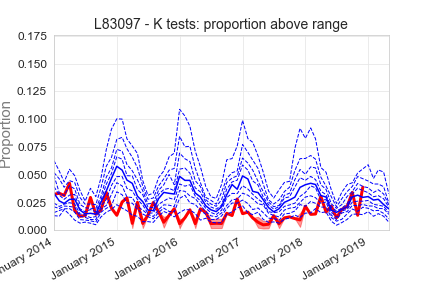 L83097 - K tests: proportion above range
Proportion
0.175
0.150
0.125
0.100
0.075
0.050
0.025
0.000
nuary 2014
January 2015
January 2016
January 2017
January 2018
January 2019